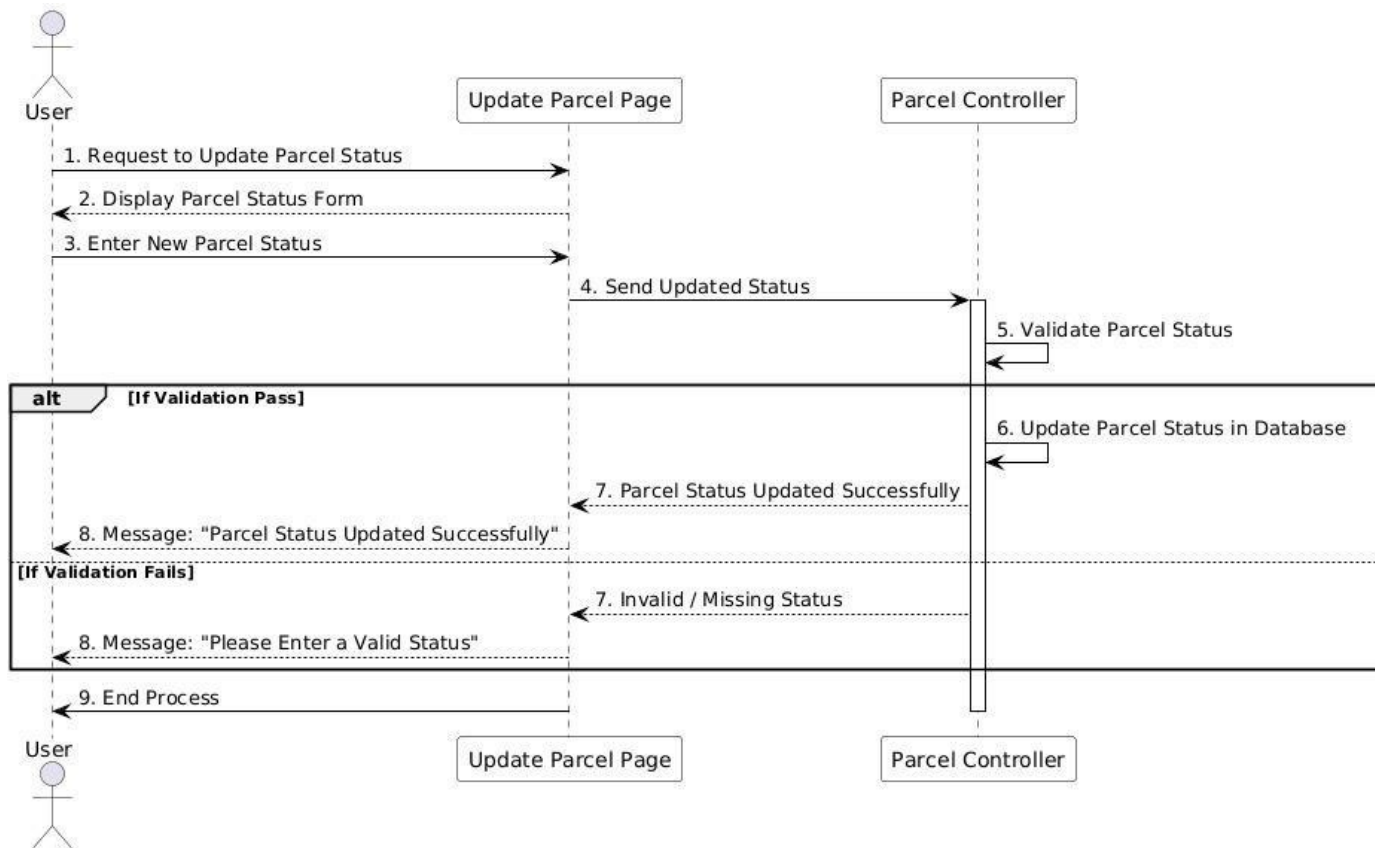 User
Update Parcel Page
Parcel Controller
1. Request to Update Parcel Status
2. Display Parcel Status Form
3. Enter New Parcel Status
4. Send Updated Status
5. Validate Parcel Status
alt [If Validation Pass]
6. Update Parcel Status in Database
7. Parcel Status Updated Successfully
8. Message: "Parcel Status Updated Successfully"
[If Validation Fails]
7. Invalid / Missing Status
8. Message: "Please Enter a Valid Status"
9. End Process
User
Update Parcel Page
Parcel Controller